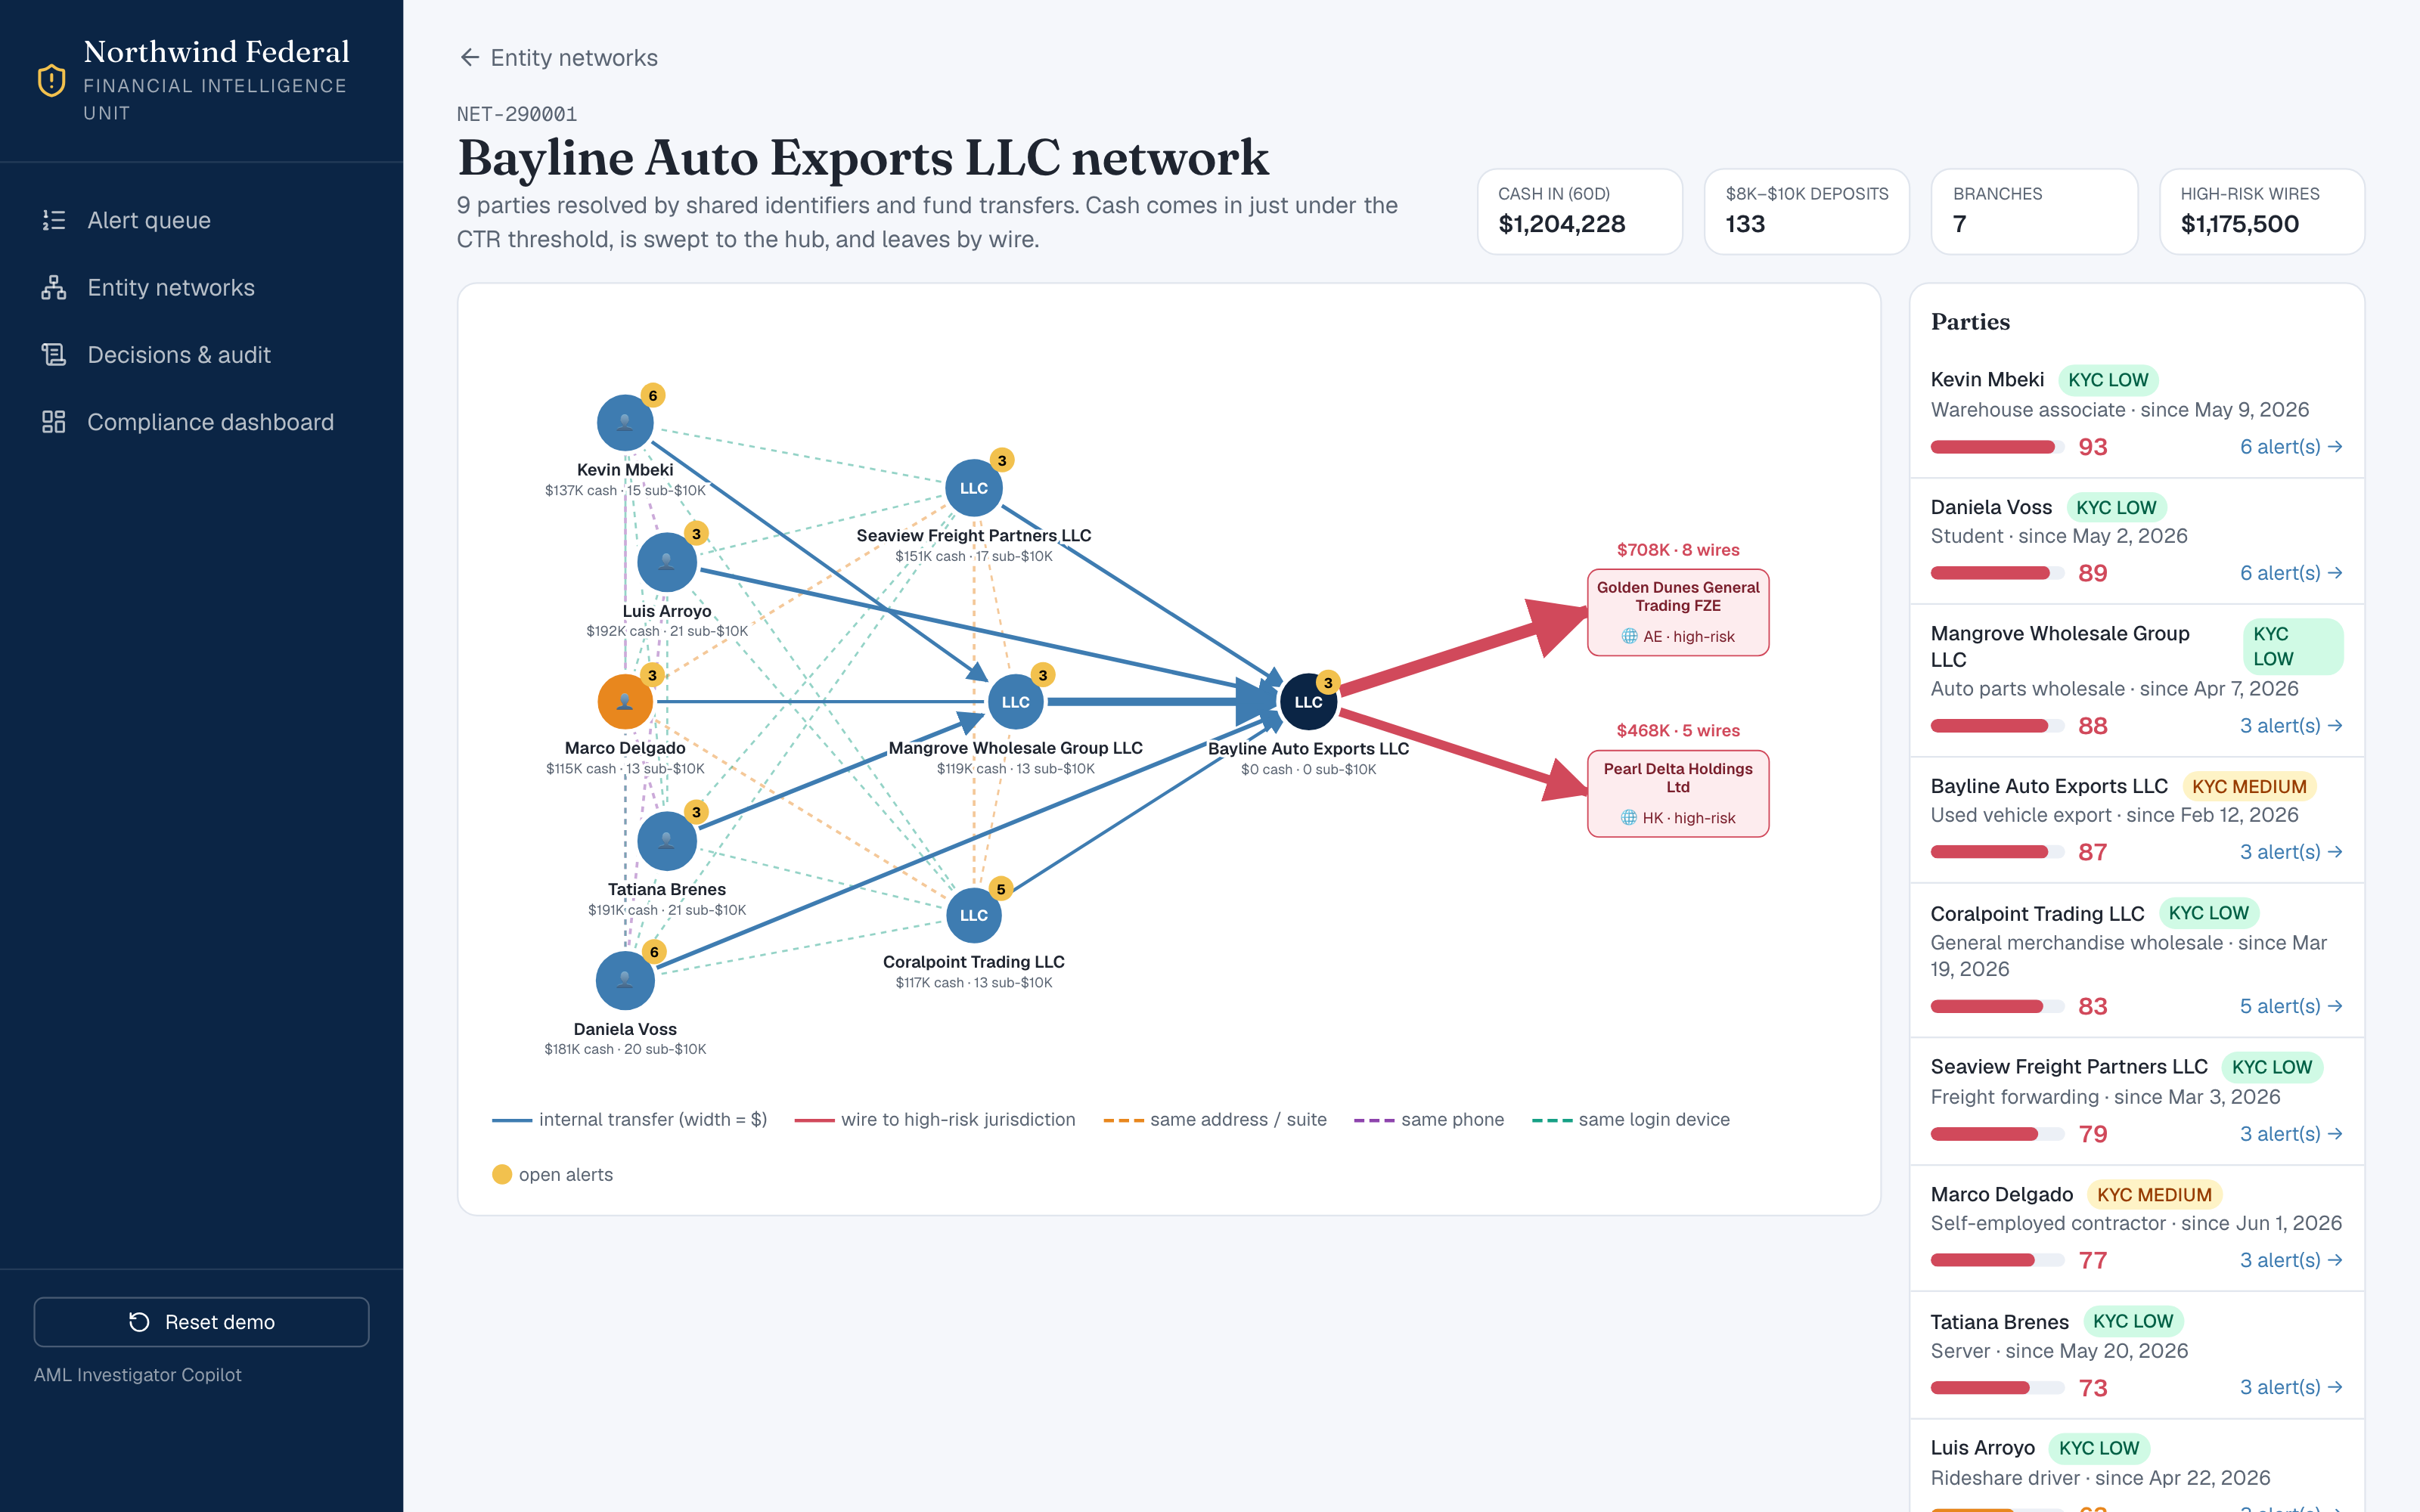 Northwind Federal
FINANCIAL INTELLIGENCE
UNIT
Alert queue
Entity networks
Decisions & audit
Compliance dashboard
Reset demo
AML Investigator Copilot
← Entity networks
NET-290001
Bayline Auto Exports LLC network
9 parties resolved by shared identifiers and fund transfers. Cash comes in just under the
CTR threshold, is swept to the hub, and leaves by wire.
CASH IN (60D)
$1,204,228
$8K–$10K DEPOSITS
133
BRANCHES
7
HIGH-RISK WIRES
$1,175,500
6
Kevin Mbeki
$137K cash · 15 sub-$10K
3
LLC
Seaview Freight Partners LLC
$151K cash · 17 sub-$10K
3
Luis Arroyo
$192K cash · 21 sub-$10K
3
Marco Delgado
$115K cash · 13 sub-$10K
3
LLC
Mangrove Wholesale Group LLC
$119K cash · 13 sub-$10K
3
LLC
Bayline Auto Exports LLC
$0 cash · 0 sub-$10K
$708K · 8 wires
Golden Dunes General
Trading FZE
AE · high-risk
$468K · 5 wires
Pearl Delta Holdings
Ltd
HK · high-risk
3
Tatiana Brenes
$191K cash · 21 sub-$10K
5
LLC
Coralpoint Trading LLC
$117K cash · 13 sub-$10K
6
Daniela Voss
$181K cash · 20 sub-$10K
internal transfer (width = $)
wire to high-risk jurisdiction
same address / suite
same phone
same login device
open alerts
Parties
Kevin Mbeki KYC LOW
Warehouse associate · since May 9, 2026
93 6 alert(s) →
Daniela Voss KYC LOW
Student · since May 2, 2026
89 6 alert(s) →
Mangrove Wholesale Group
LLC
KYC
LOW
Auto parts wholesale · since Apr 7, 2026
88 3 alert(s) →
Bayline Auto Exports LLC KYC MEDIUM
Used vehicle export · since Feb 12, 2026
87 3 alert(s) →
Coralpoint Trading LLC KYC LOW
General merchandise wholesale · since Mar
19, 2026
83 5 alert(s) →
Seaview Freight Partners LLC KYC LOW
Freight forwarding · since Mar 3, 2026
79 3 alert(s) →
Marco Delgado KYC MEDIUM
Self-employed contractor · since Jun 1, 2026
77 3 alert(s) →
Tatiana Brenes KYC LOW
Server · since May 20, 2026
73 3 alert(s) →
Luis Arroyo KYC LOW
Rideshare driver · since Apr 22, 2026